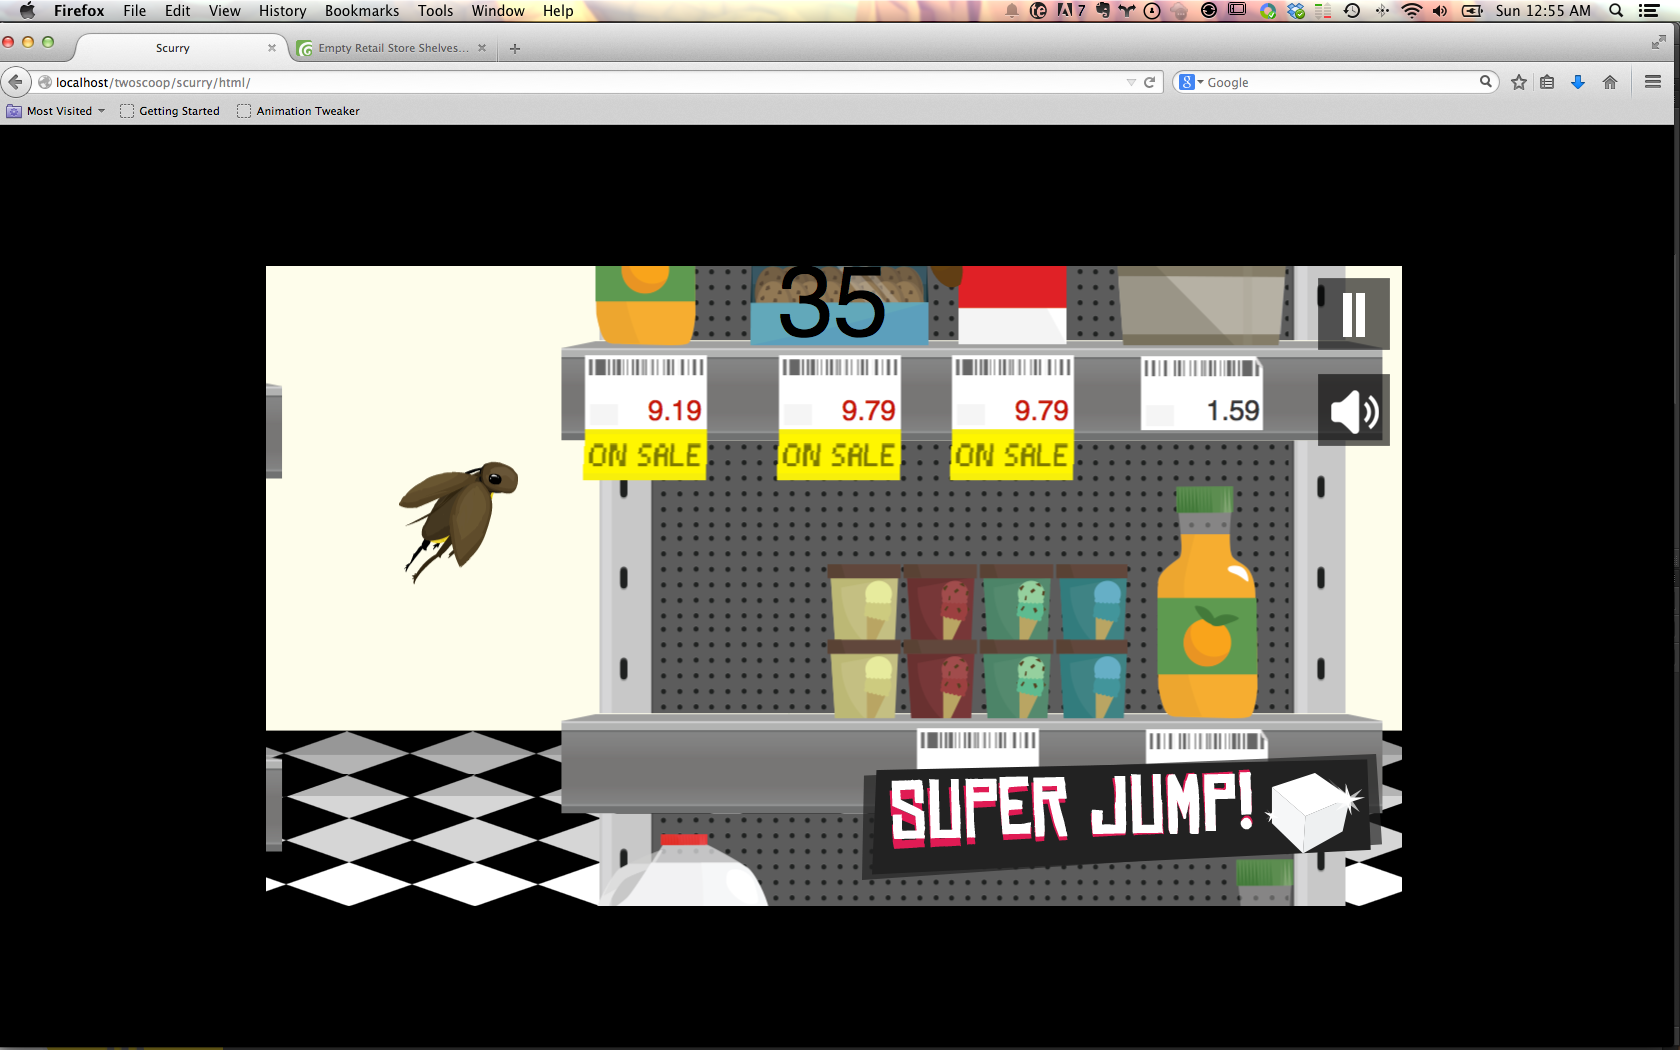 Firefox File Edit View History Bookmarks Tools Window Help
7
Sun 12:55 AM
Scurry
Empty Retail Store Shelves...
localhost/twoscoop/scurry/html/
Google
Most Visited
Getting Started
Animation Tweaker
35
9.19
9.79
9.79
1.59
ON SALE
ON SALE
ON SALE
SUPER JUMP!